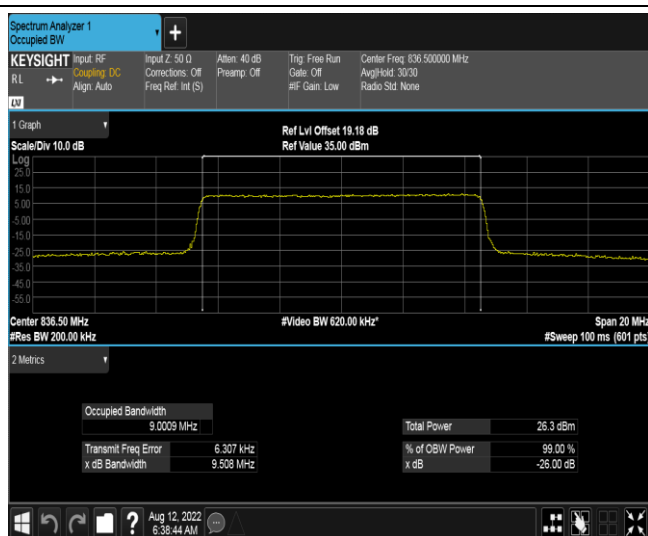 Spectrum Analyzer 1
Occupied BW
+
KEYSIGHT
RL
LXI
Input: RF
Coupling: DC
Align: Auto
Input Z: 50 Ω
Corrections: Off
Freq Ref: Int (S)
Atten: 40 dB
Preamp: Off
Trig: Free Run
Gate: Off
#IF Gain: Low
Center Freq: 836.500000 MHz
Avg|Hold: 30/30
Radio Std: None
1 Graph
Scale/Div 10.0 dB
Ref Lvl Offset 19.18 dB
Ref Value 35.00 dBm
Log
25.0
15.0
5.00
-5.00
-15.0
-25.0
-35.0
-45.0
-55.0
Center 836.50 MHz
#Res BW 200.00 kHz
#Video BW 620.00 kHz*
Span 20 MHz
#Sweep 100 ms (601 pts)
2 Metrics
Occupied Bandwidth
9.0009 MHz
Transmit Freq Error 6.307 kHz
x dB Bandwidth 9.508 MHz
Total Power 26.3 dBm
% of OBW Power 99.00 %
x dB -26.00 dB
?
Aug 12, 2022
6:38:44 AM